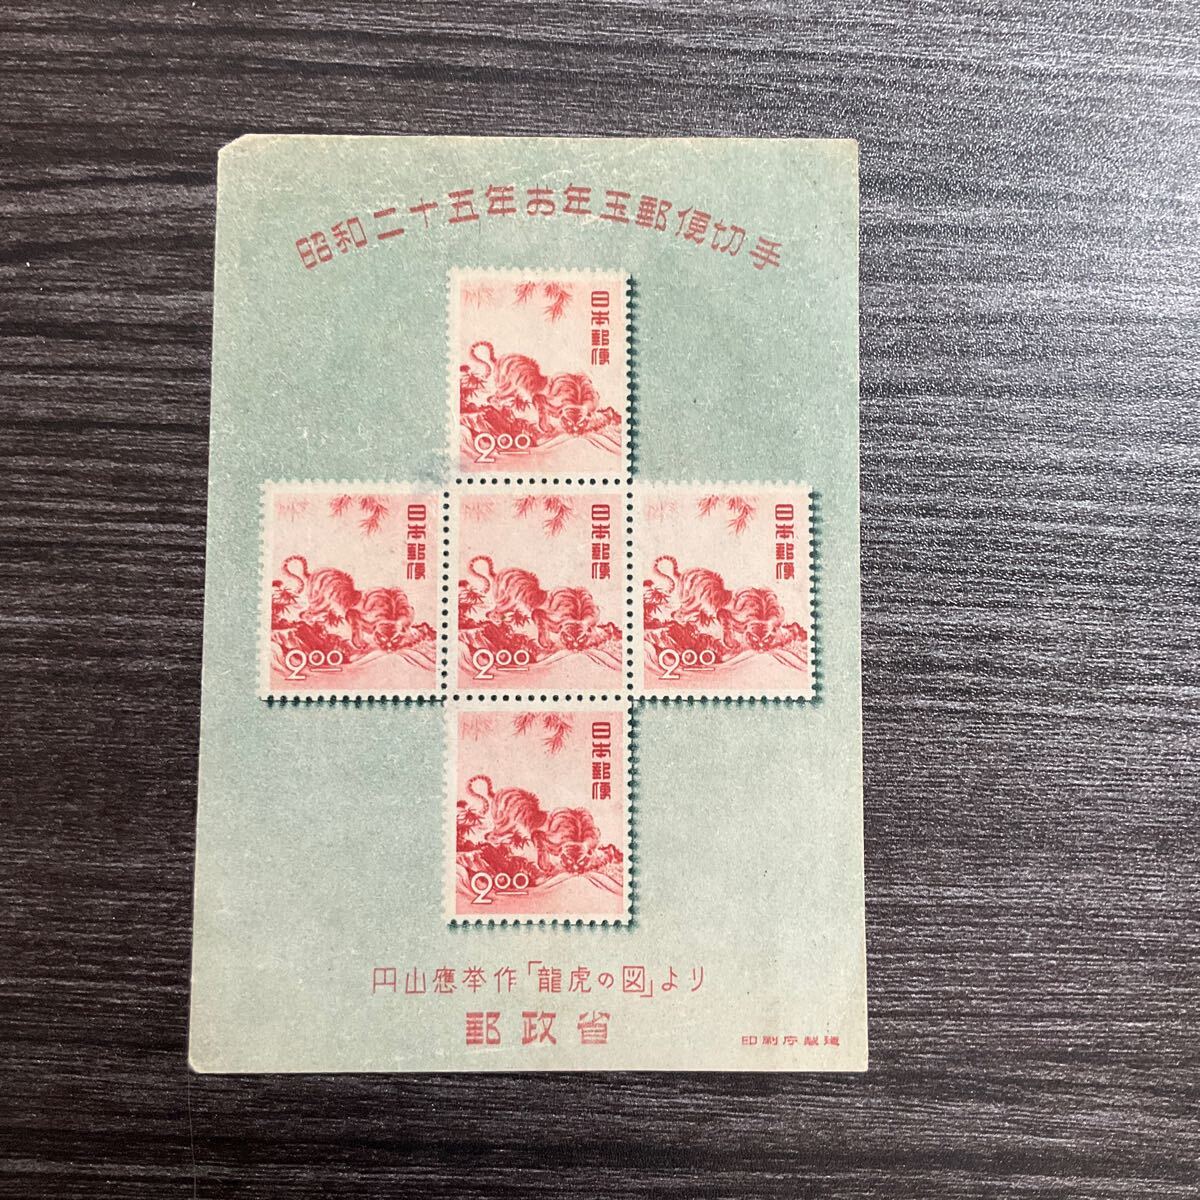 昭和二十五年お年玉郵便切手
日本郵便
2.00
日本郵便
2.00
日本郵便
2.00
日本郵便
2.00
日本郵便
2.00
円山應挙作「龍虎の図」より
郵政省
印刷庁製造